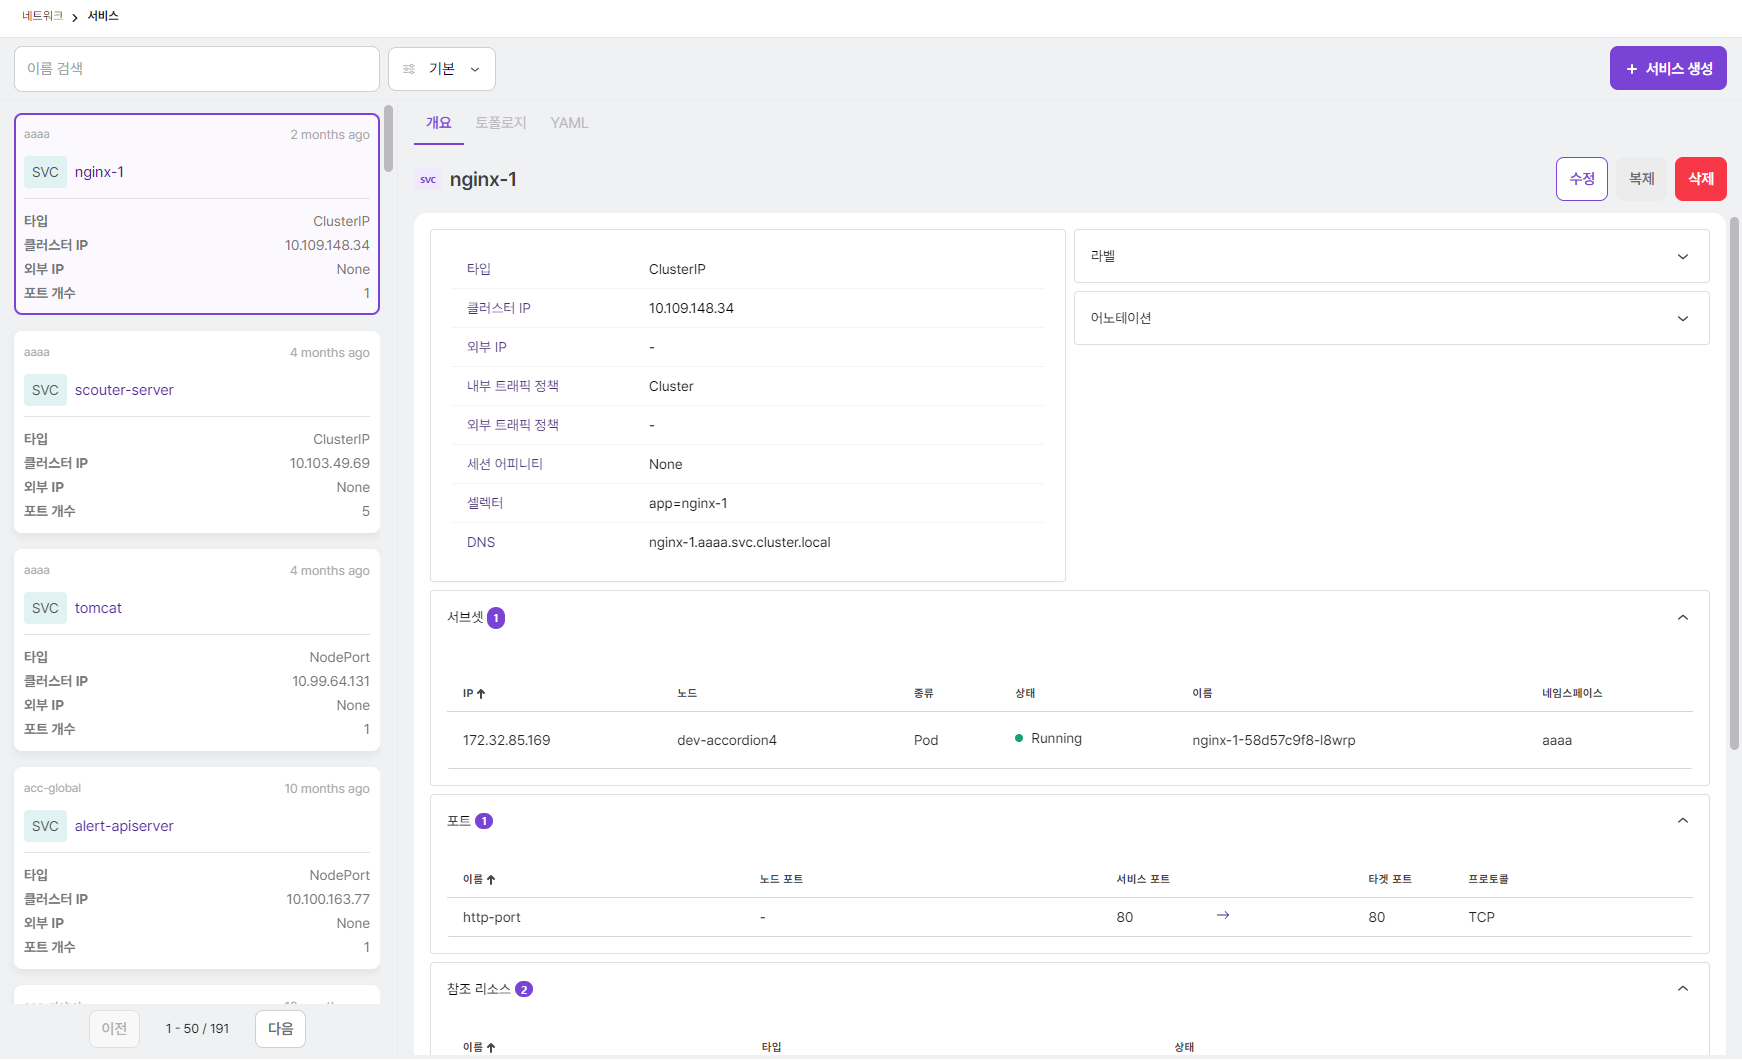 네트워크 > 서비스
이름 검색
기본
+ 서비스 생성
aaaa 2 months ago
SVC nginx-1
타입 ClusterIP
클러스터 IP 10.109.148.34
외부 IP None
포트 개수 1
aaaa 4 months ago
SVC scouter-server
타입 ClusterIP
클러스터 IP 10.103.49.69
외부 IP None
포트 개수 5
aaaa 4 months ago
SVC tomcat
타입 NodePort
클러스터 IP 10.99.64.131
외부 IP None
포트 개수 1
acc-global 10 months ago
SVC alert-apiserver
타입 NodePort
클러스터 IP 10.100.163.77
외부 IP None
포트 개수 1
이전 1 - 50 / 191 다음
개요 토폴로지 YAML
SVC nginx-1
수정 복제 삭제
타입 ClusterIP
클러스터 IP 10.109.148.34
외부 IP -
내부 트래픽 정책 Cluster
외부 트래픽 정책 -
세션 어피니티 None
셀렉터 app=nginx-1
DNS nginx-1.aaaa.svc.cluster.local
라벨
어노테이션
서브셋 1
IP ↑ 노드 종류 상태 이름 네임스페이스
172.32.85.169 dev-accordion4 Pod Running nginx-1-58d57c9f8-l8wrp aaaa
포트 1
이름 ↑ 노드 포트 서비스 포트 타겟 포트 프로토콜
http-port - 80 → 80 TCP
참조 리소스 2
이름 ↑ 타입 상태